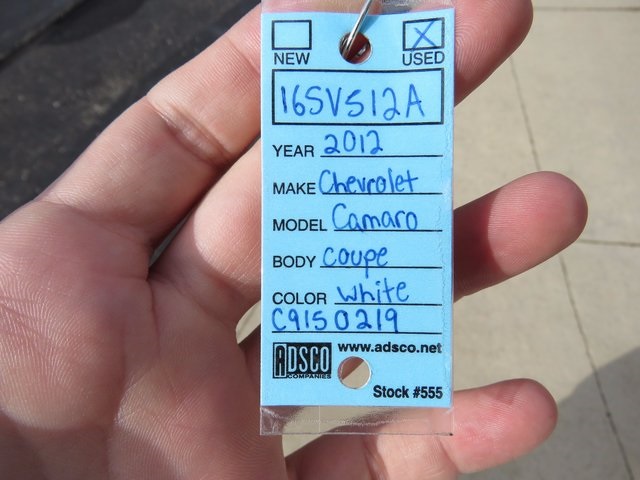 NEW USED
16SV512A
YEAR 2012
MAKE Chevrolet
MODEL Camaro
BODY coupe
COLOR white
C9150219
ADSCO COMPANIES www.adsco.net
Stock #555